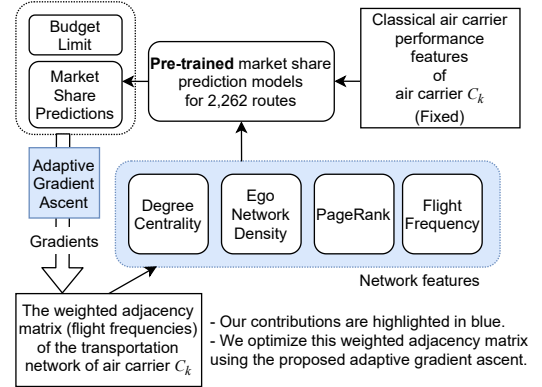 Budget
Limit
Market
Share
Predictions
Pre-trained market share
prediction models
for 2,262 routes
Classical air carrier
performance
features
of
air carrier C_k
(Fixed)
Adaptive
Gradient
Ascent
Gradients
Degree
Centrality
Ego
Network
Density
PageRank
Flight
Frequency
Network features
The weighted adjacency
matrix (flight frequencies)
of the transportation
network of air carrier C_k
- Our contributions are highlighted in blue.
- We optimize this weighted adjacency matrix
using the proposed adaptive gradient ascent.